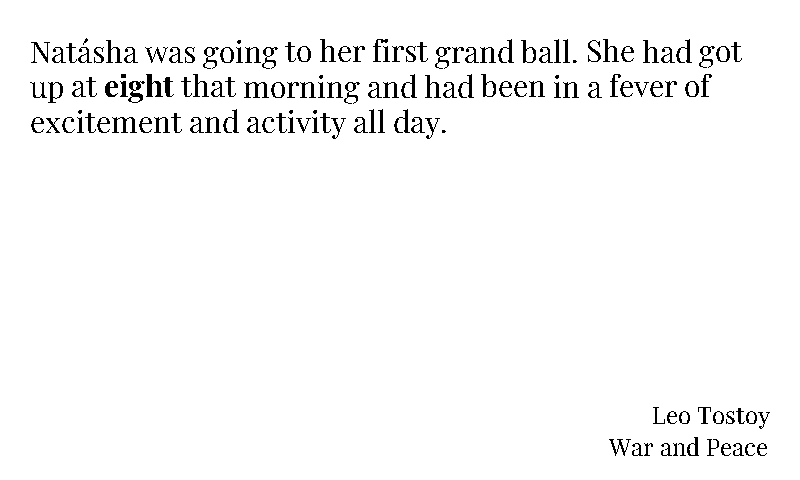 Natásha was going to her first grand ball. She had got
up at eight that morning and had been in a fever of
excitement and activity all day.
Leo Tostoy
War and Peace